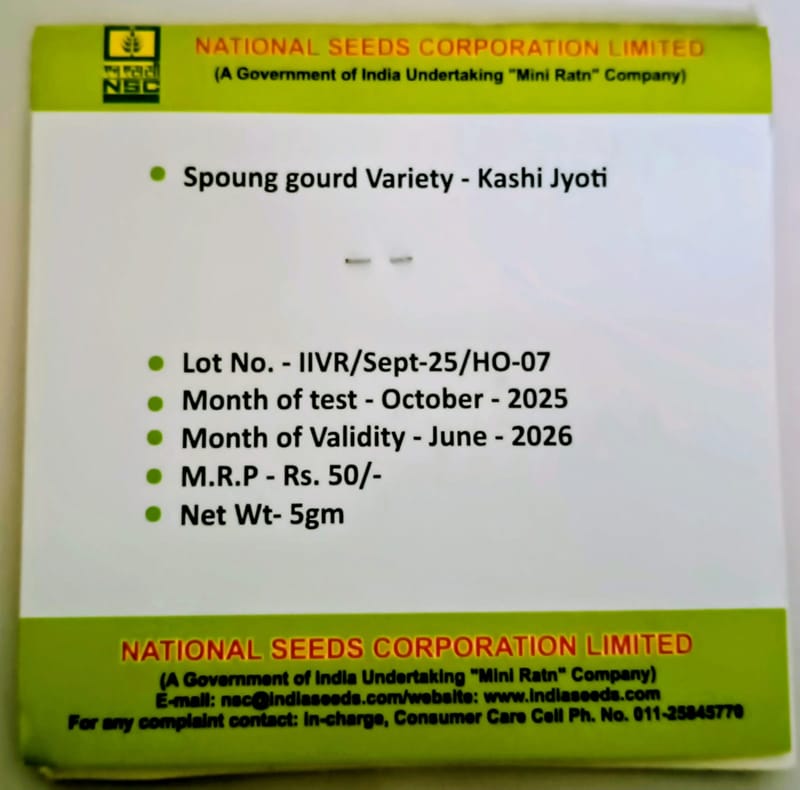 NATIONAL SEEDS CORPORATION LIMITED
(A Government of India Undertaking "Mini Ratn" Company)
NSC
Spoung gourd Variety - Kashi Jyoti
Lot No. - IIVR/Sept-25/HO-07
Month of test - October - 2025
Month of Validity - June - 2026
M.R.P - Rs. 50/-
Net Wt- 5gm
NATIONAL SEEDS CORPORATION LIMITED
(A Government of India Undertaking "Mini Ratn" Company)
E-mail: nsc@indiaseeds.com/website: www.indiaseeds.com
For any complaint contact: In-charge, Consumer Care Cell Ph. No.